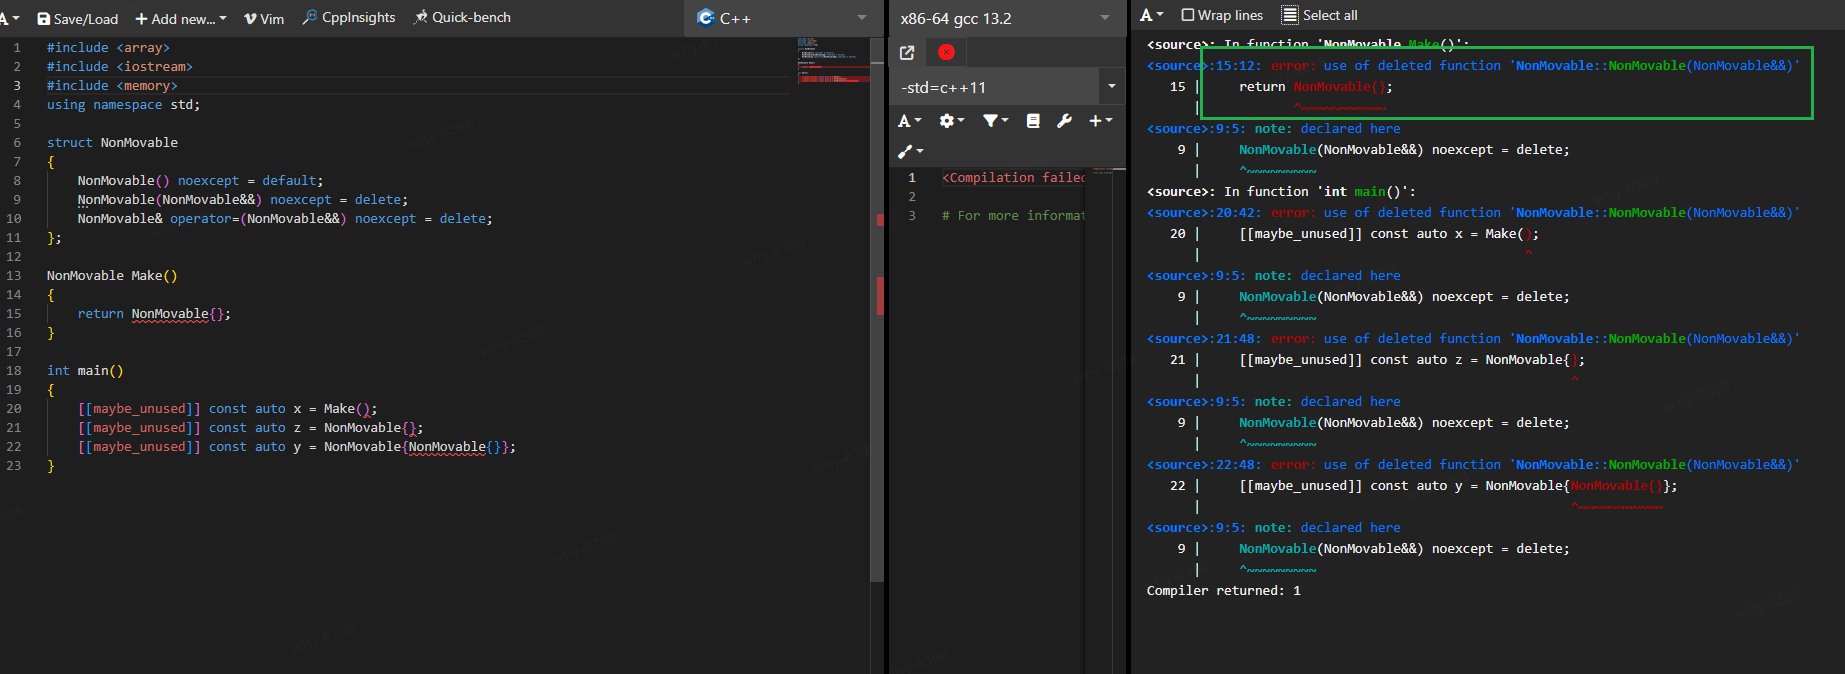 A Save/Load + Add new... Vim CppInsights Quick-bench C++
1 #include <array>
2 #include <iostream>
3 #include <memory>
4 using namespace std;
5
6 struct NonMovable
7 {
8 NonMovable() noexcept = default;
9 NonMovable(NonMovable&&) noexcept = delete;
10 NonMovable& operator=(NonMovable&&) noexcept = delete;
11 };
12
13 NonMovable Make()
14 {
15 return NonMovable{};
16 }
17
18 int main()
19 {
20 [[maybe_unused]] const auto x = Make();
21 [[maybe_unused]] const auto z = NonMovable{};
22 [[maybe_unused]] const auto y = NonMovable{NonMovable{}};
23 }
x86-64 gcc 13.2
-std=c++11
A
1 <Compilation failed
2
3 # For more informat
A Wrap lines Select all
<source>: In function 'NonMovable Make()':
<source>:15:12: error: use of deleted function 'NonMovable::NonMovable(NonMovable&&)'
15 | return NonMovable{};
| ^~~~~~~~~~~~
<source>:9:5: note: declared here
9 | NonMovable(NonMovable&&) noexcept = delete;
| ^~~~~~~~~~
<source>: In function 'int main()':
<source>:20:42: error: use of deleted function 'NonMovable::NonMovable(NonMovable&&)'
20 | [[maybe_unused]] const auto x = Make();
| ^
<source>:9:5: note: declared here
9 | NonMovable(NonMovable&&) noexcept = delete;
| ^~~~~~~~~~
<source>:21:48: error: use of deleted function 'NonMovable::NonMovable(NonMovable&&)'
21 | [[maybe_unused]] const auto z = NonMovable{};
| ^
<source>:9:5: note: declared here
9 | NonMovable(NonMovable&&) noexcept = delete;
| ^~~~~~~~~~
<source>:22:48: error: use of deleted function 'NonMovable::NonMovable(NonMovable&&)'
22 | [[maybe_unused]] const auto y = NonMovable{NonMovable{}};
| ^~~~~~~~~~~~
<source>:9:5: note: declared here
9 | NonMovable(NonMovable&&) noexcept = delete;
| ^~~~~~~~~~
Compiler returned: 1